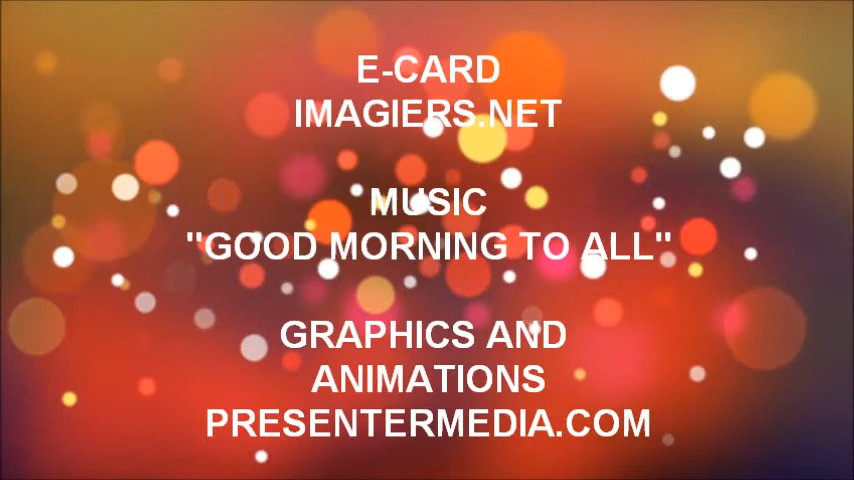 E-CARD
IMAGIERS.NET
MUSIC
"GOOD MORNING TO ALL"
GRAPHICS AND
ANIMATIONS
PRESENTERMEDIA.COM